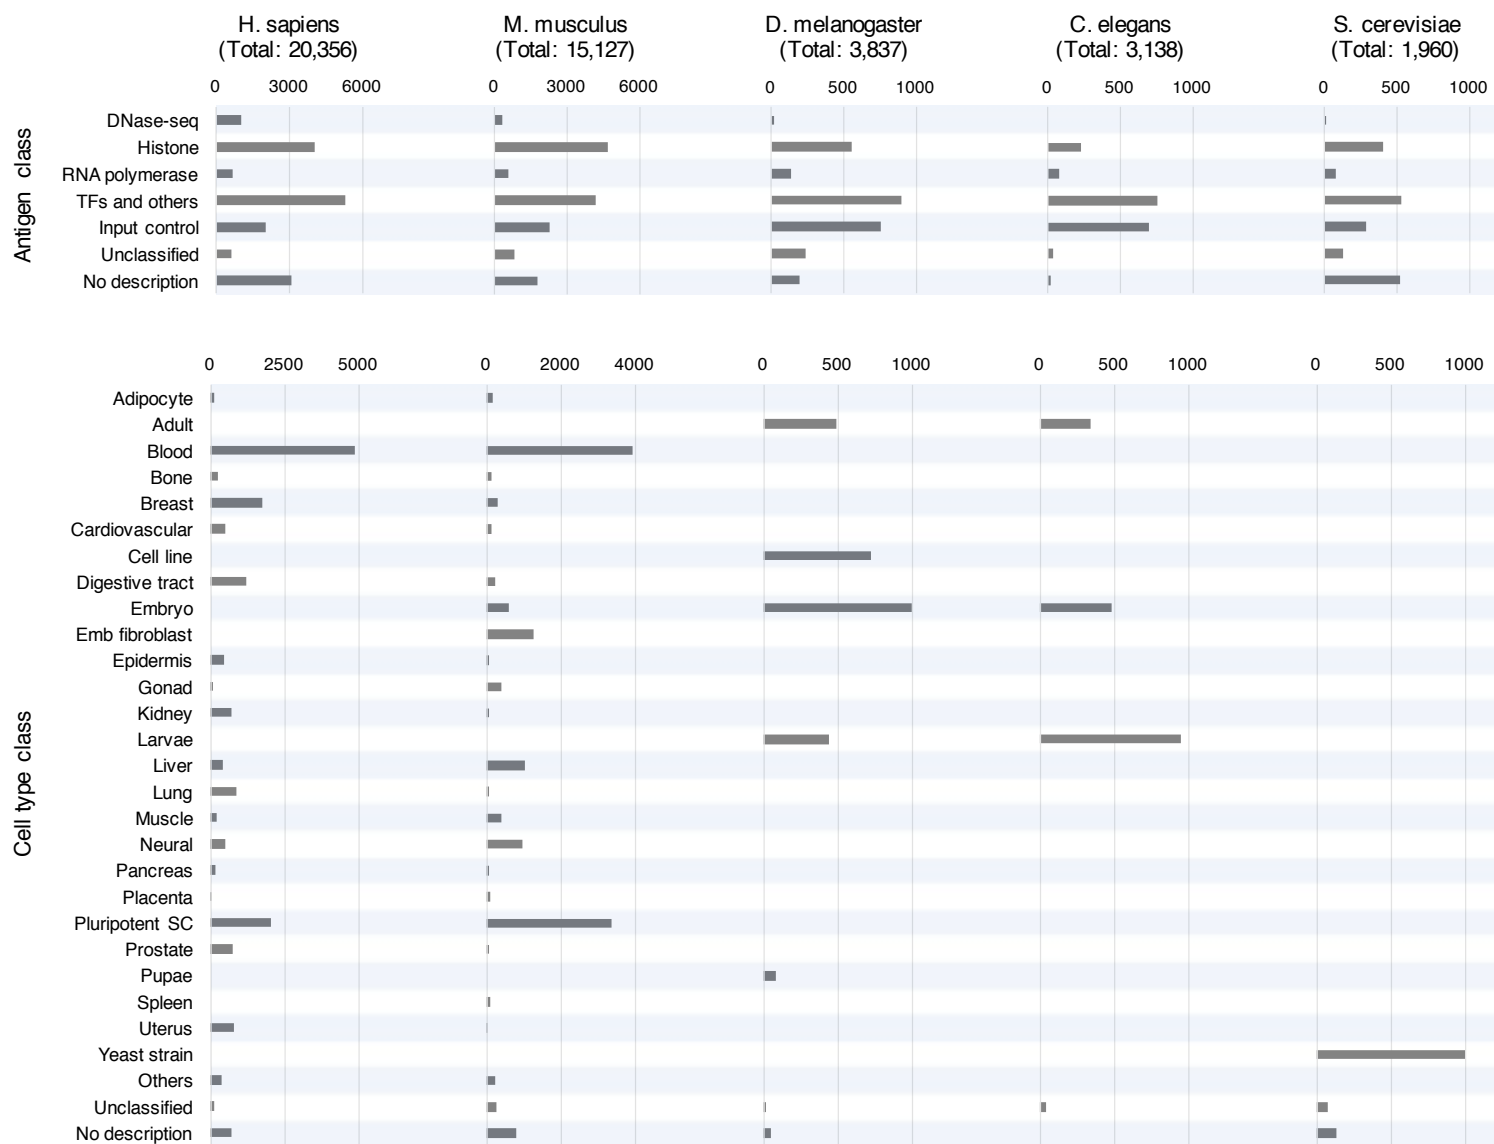 H. sapiens M. musculus D. melanogaster C. elegans S. cerevisiae
(Total: 20,356) (Total: 15,127) (Total: 3,837) (Total: 3,138) (Total: 1,960)
0 3000 6000 0 3000 6000 0 500 1000 0 500 1000 0 500 1000
Antigen class
DNase-seq
Histone
RNA polymerase
TFs and others
Input control
Unclassified
No description
0 2500 5000 0 2000 4000 0 500 1000 0 500 1000 0 500 1000
Cell type class
Adipocyte
Adult
Blood
Bone
Breast
Cardiovascular
Cell line
Digestive tract
Embryo
Emb fibroblast
Epidermis
Gonad
Kidney
Larvae
Liver
Lung
Muscle
Neural
Pancreas
Placenta
Pluripotent SC
Prostate
Pupae
Spleen
Uterus
Yeast strain
Others
Unclassified
No description